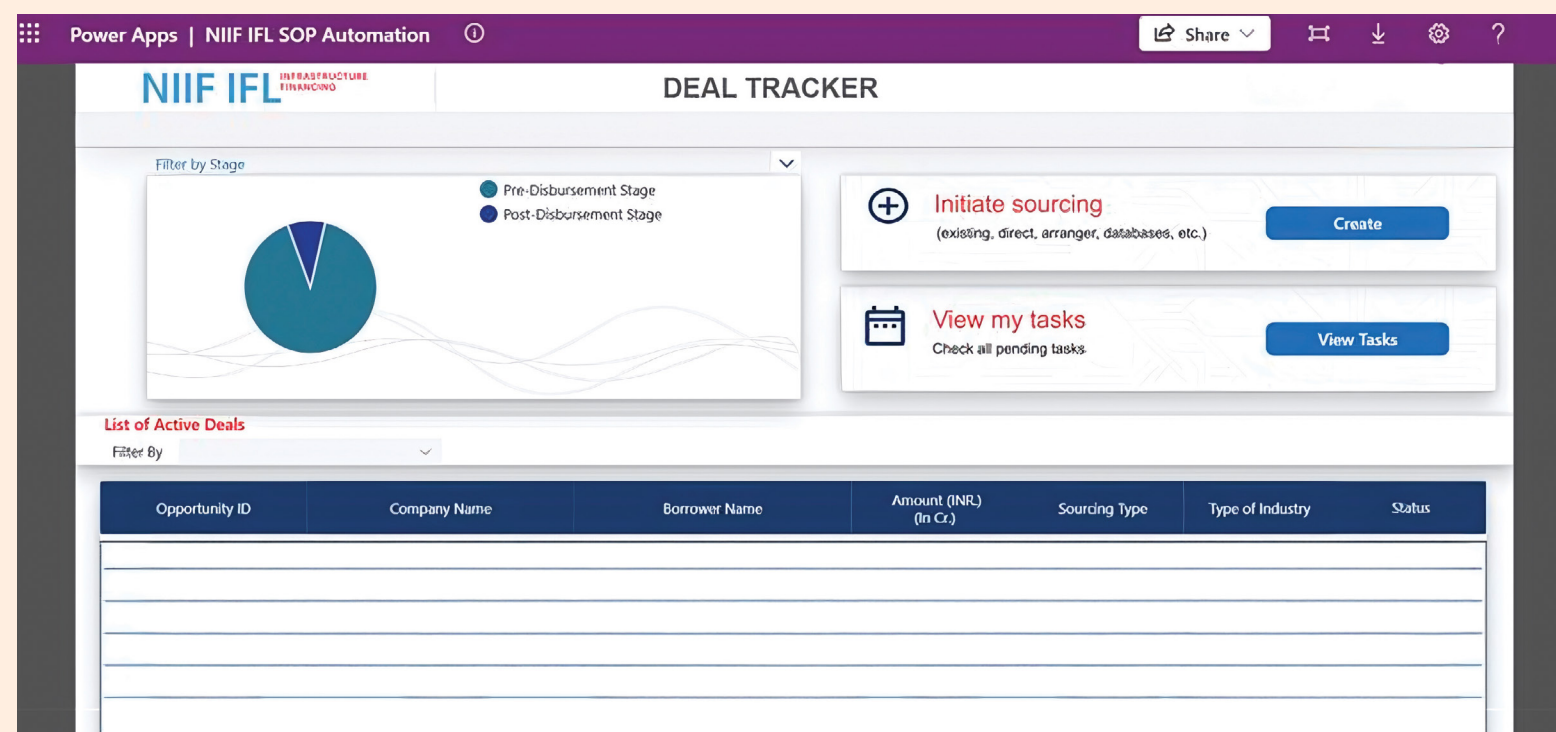 Power Apps | NIIF IFL SOP Automation
Share
NIIF IFL INFRASTRUCTURE
FINANCING
DEAL TRACKER
Filter by Stage
Pre-Disbursement Stage
Post-Disbursement Stage
Initiate sourcing
(existing, direct, arranger, databases, etc.)
Create
View my tasks
Check all pending tasks.
View Tasks
List of Active Deals
Filter By
Opportunity ID
Company Name
Borrower Name
Amount (INR.)
(In Cr.)
Sourcing Type
Type of Industry
Status